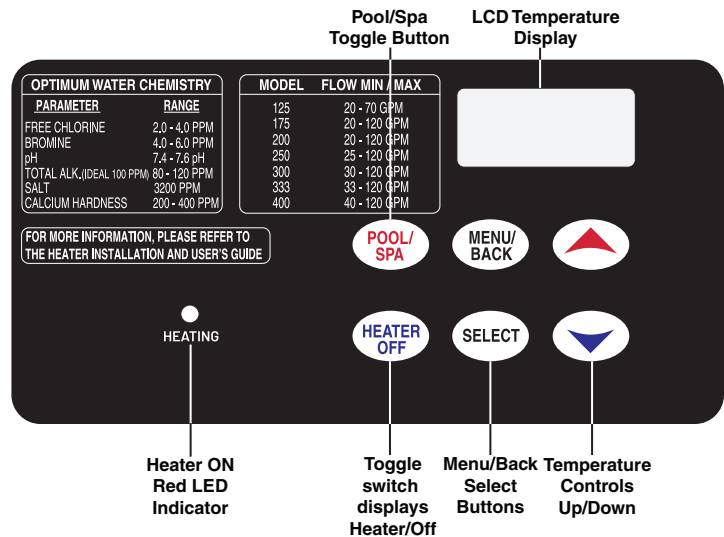 Pool/Spa
Toggle Button
LCD Temperature
Display
OPTIMUM WATER CHEMISTRY
PARAMETER RANGE
FREE CHLORINE 2.0 - 4.0 PPM
BROMINE 4.0 - 6.0 PPM
pH 7.4 - 7.6 pH
TOTAL ALK.(IDEAL 100 PPM) 80 - 120 PPM
SALT 3200 PPM
CALCIUM HARDNESS 200 - 400 PPM
MODEL FLOW MIN / MAX
125 20 - 70 GPM
175 20 - 120 GPM
200 20 - 120 GPM
250 25 - 120 GPM
300 30 - 120 GPM
333 33 - 120 GPM
400 40 - 120 GPM
FOR MORE INFORMATION, PLEASE REFER TO
THE HEATER INSTALLATION AND USER'S GUIDE
POOL/
SPA
MENU/
BACK
HEATING
HEATER
OFF
SELECT
Heater ON
Red LED
Indicator
Toggle
switch
displays
Heater/Off
Menu/Back
Select
Buttons
Temperature
Controls
Up/Down